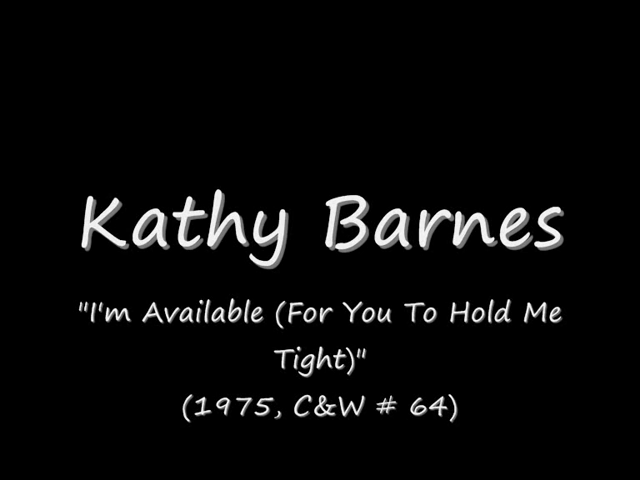 Kathy Barnes
"I'm Available (For You To Hold Me
Tight)"
(1975, C&W # 64)